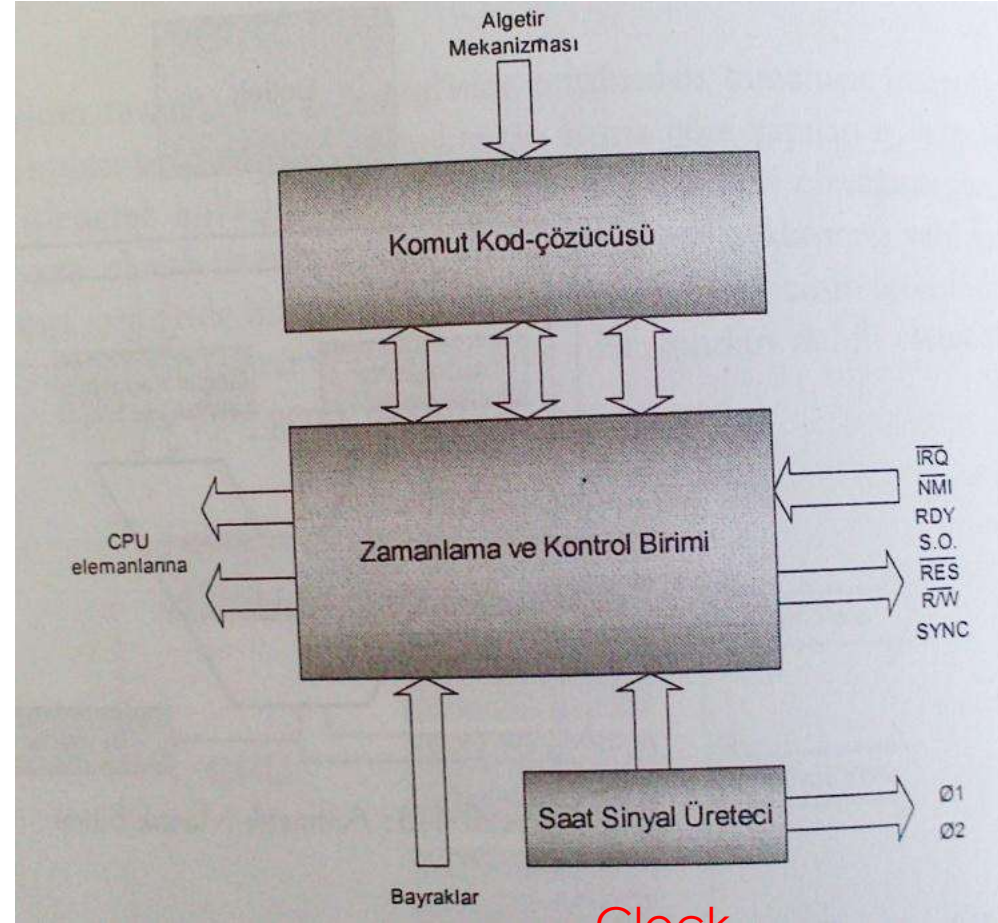 Algetir
Mekanizması
Komut Kod-çözücüsü
CPU
elemanlarına
Zamanlama ve Kontrol Birimi
IRQ
NMI
RDY
S.O.
RES
R/W
SYNC
Saat Sinyal Üreteci
Ø1
Ø2
Bayraklar
Clock